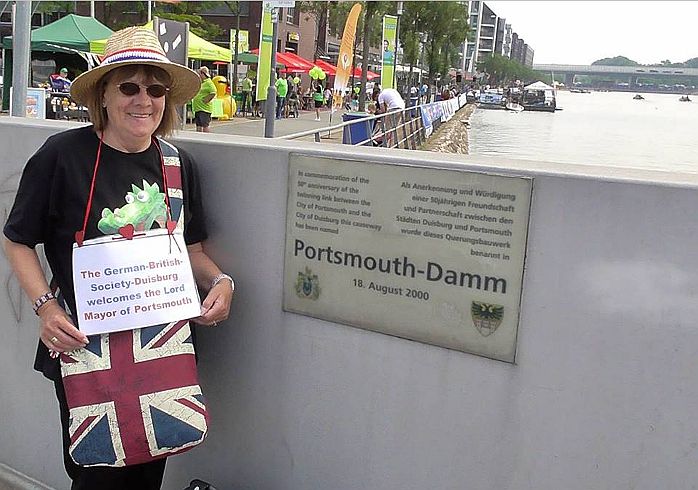 The German-British-
Society-Duisburg
welcomes the Lord
Mayor of Portsmouth
In commemoration of the
50th anniversary of the
twinning link between the
City of Portsmouth and the
City of Duisburg this causeway
has been named
Als Anerkennung und Würdigung
einer 50jährigen Freundschaft
und Partnerschaft zwischen den
Städten Duisburg und Portsmouth
wurde dieses Querungsbauwerk
benannt in
Portsmouth-Damm
18. August 2000